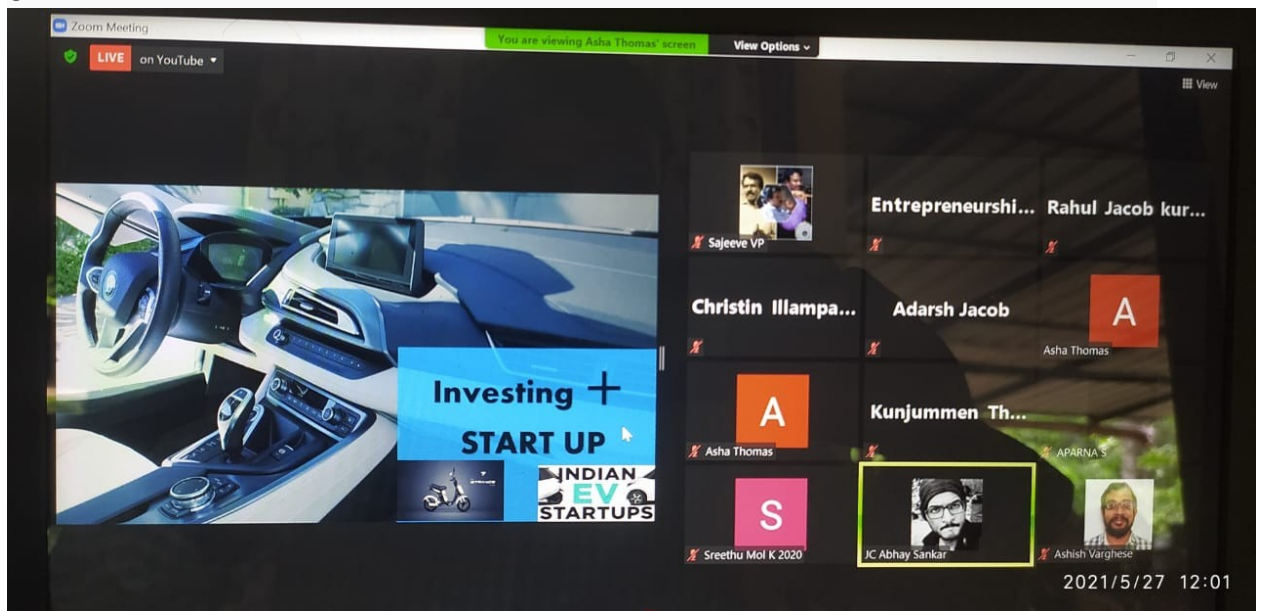 Zoom Meeting
You are viewing Asha Thomas' screen
View Options
LIVE on YouTube
View
Sajeeve VP
Entrepreneurshi...
Rahul Jacob kur...
Christin Illampa...
Adarsh Jacob
A
Asha Thomas
A
Asha Thomas
Kunjummen Th...
APARNA S
S
Sreethu Mol K 2020
JC Abhay Sankar
Ashish Varghese
Investing +
START UP
INDIAN
EV
STARTUPS
2021/5/27 12:01